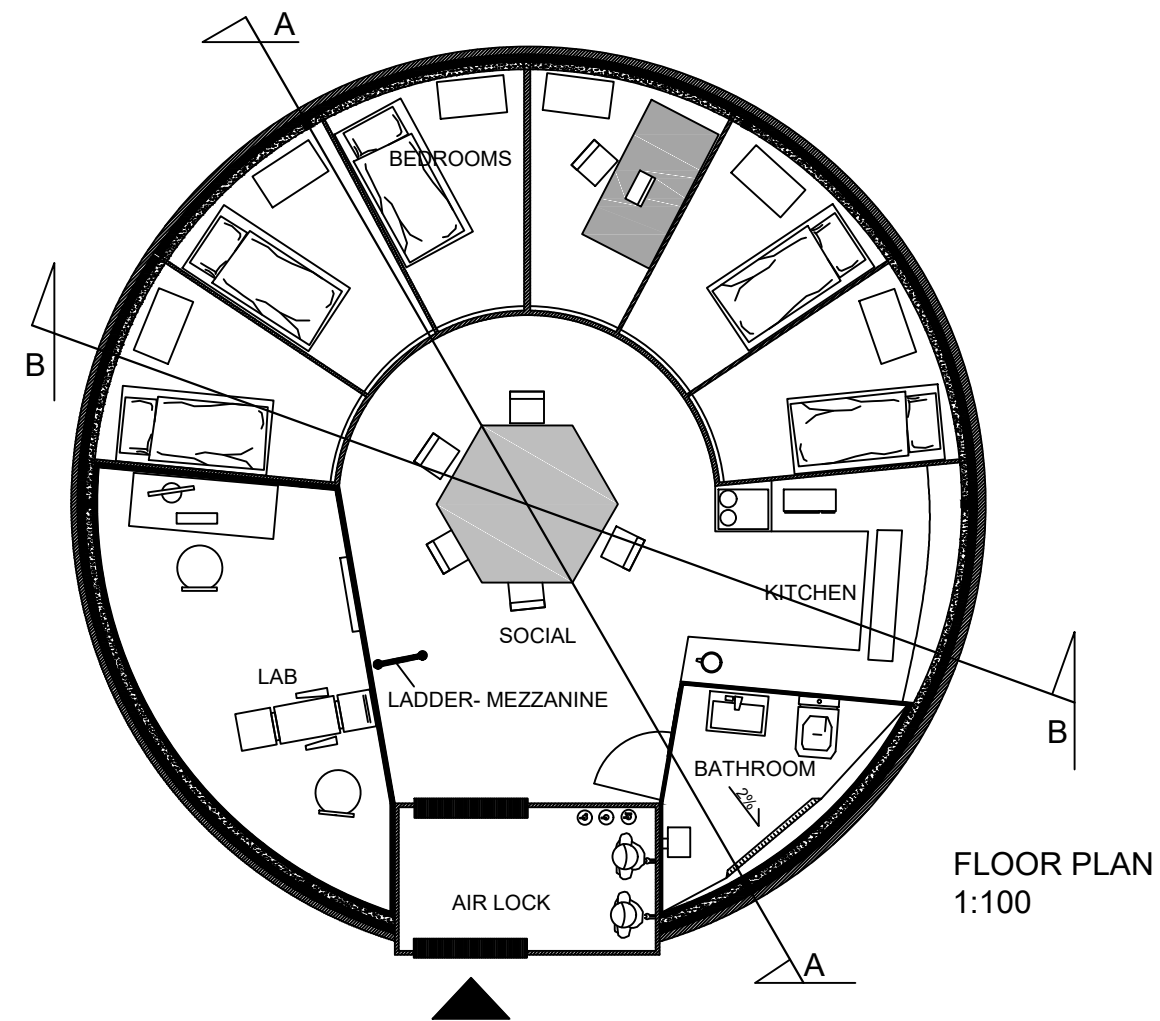 A
BEDROOMS
B
KITCHEN
SOCIAL
LAB
LADDER- MEZZANINE
B
BATHROOM
2%
FLOOR PLAN
1:100
AIR LOCK
A